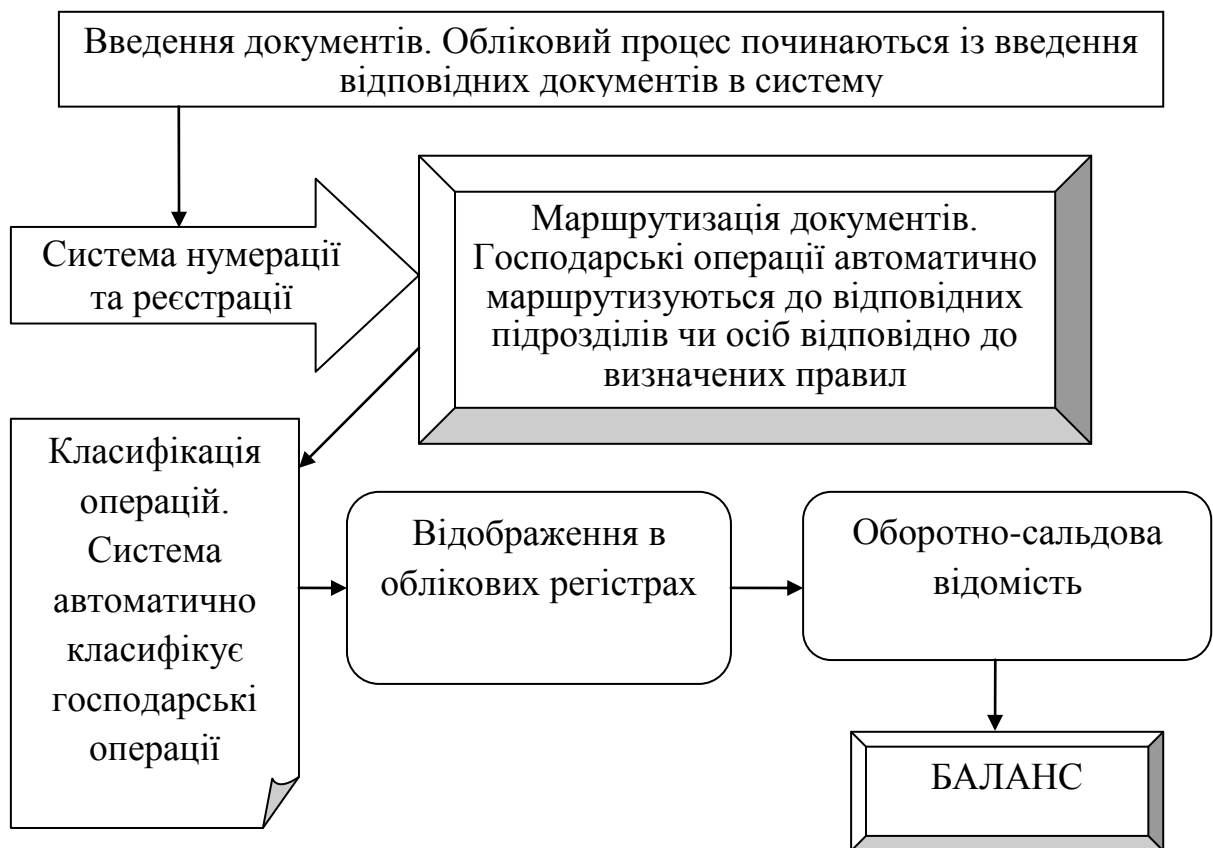 Введення документів. Обліковий процес починаються із введення
відповідних документів в систему
Система нумерації
та реєстрації
Маршрутизація документів.
Господарські операції автоматично
маршрутизуються до відповідних
підрозділів чи осіб відповідно до
визначених правил
Класифікація
операцій.
Система
автоматично
класифікує
господарські
операції
Відображення в
облікових регістрах
Оборотно-сальдова
відомість
БАЛАНС